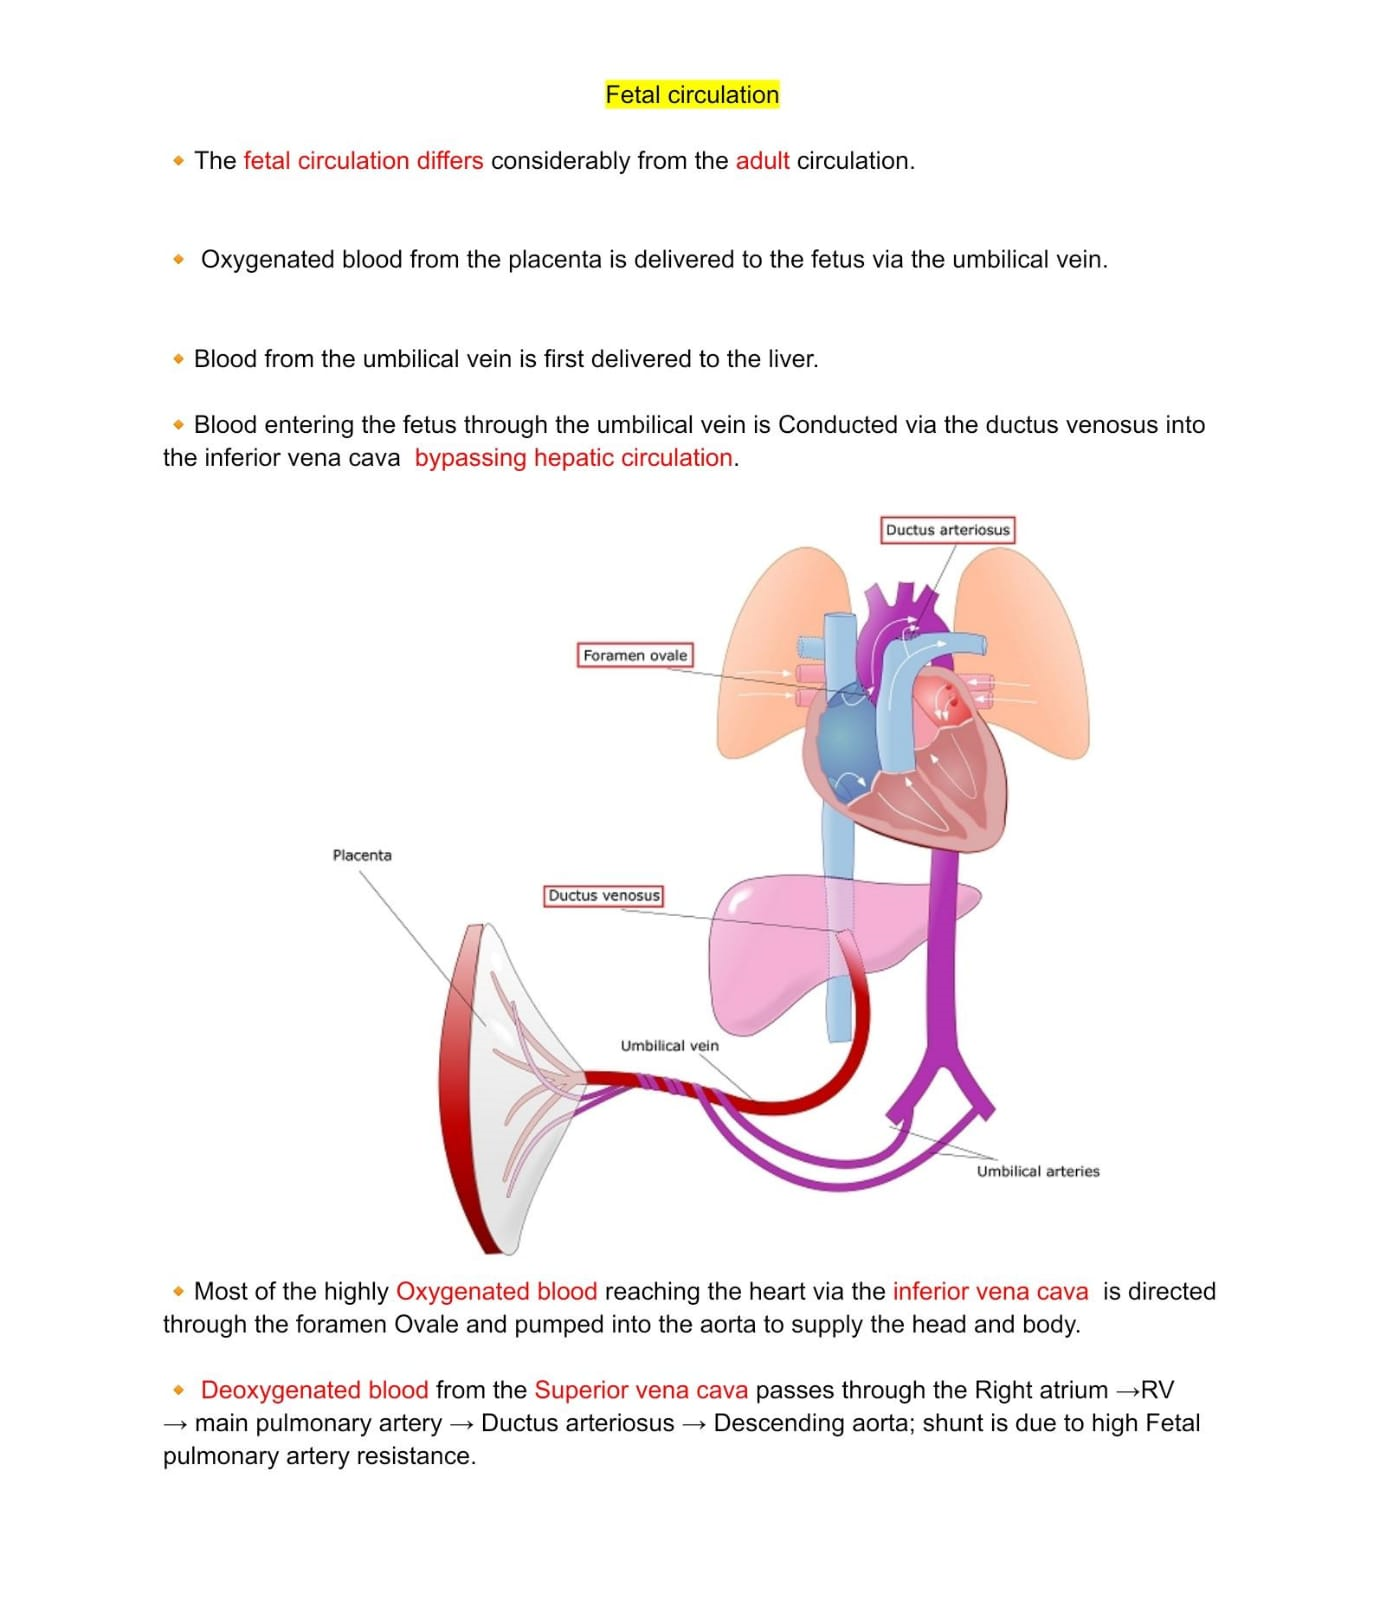 Fetal circulation
🔸 The fetal circulation differs considerably from the adult circulation.
🔸 Oxygenated blood from the placenta is delivered to the fetus via the umbilical vein.
🔸 Blood from the umbilical vein is first delivered to the liver.
🔸 Blood entering the fetus through the umbilical vein is Conducted via the ductus venosus into
the inferior vena cava bypassing hepatic circulation.
Ductus arteriosus
Foramen ovale
Placenta
Ductus venosus
Umbilical vein
Umbilical arteries
🔸 Most of the highly Oxygenated blood reaching the heart via the inferior vena cava is directed
through the foramen Ovale and pumped into the aorta to supply the head and body.
🔸 Deoxygenated blood from the Superior vena cava passes through the Right atrium →RV
→ main pulmonary artery → Ductus arteriosus → Descending aorta; shunt is due to high Fetal
pulmonary artery resistance.